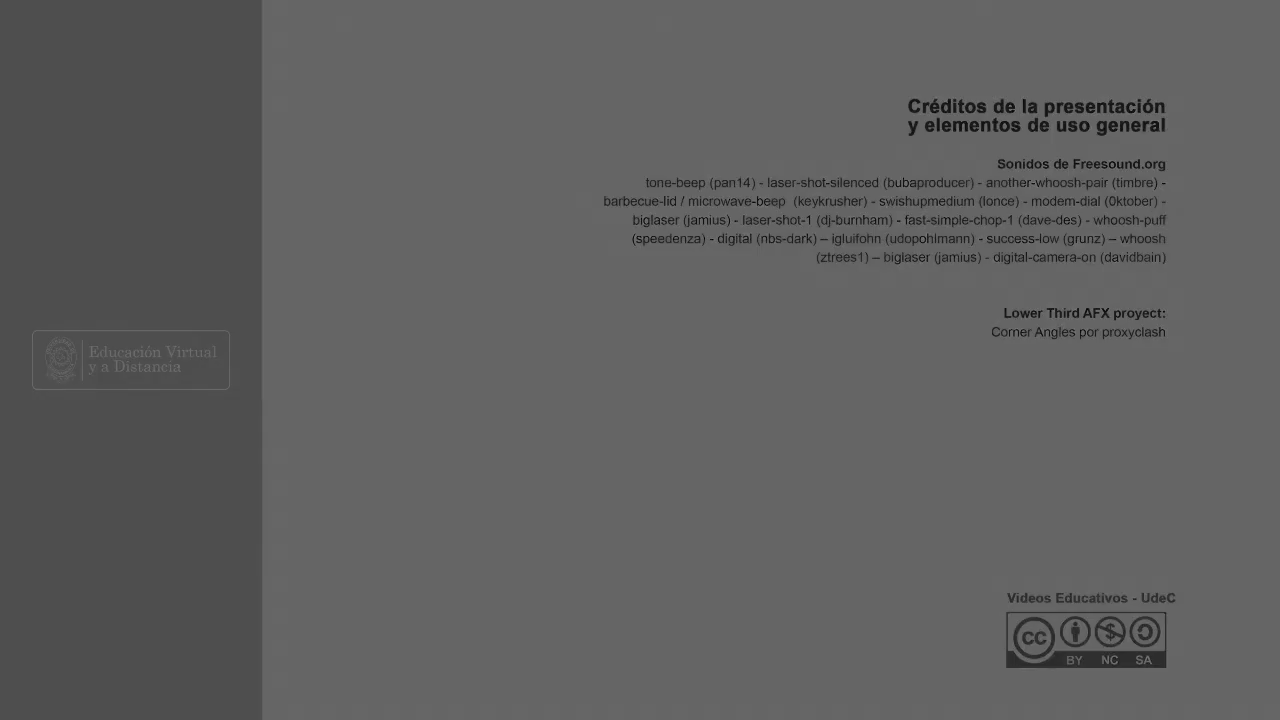 Créditos de la presentación
y elementos de uso general
Sonidos de Freesound.org
tone-beep (pan14) - laser-shot-silenced (bubaproducer) - another-whoosh-pair (timbre) -
barbecue-lid / microwave-beep  (keykrusher) - swishupmedium (lonce) - modem-dial (0ktober) -
biglaser (jamius) - laser-shot-1 (dj-burnham) - fast-simple-chop-1 (dave-des) - whoosh-puff
(speedenza) - digital (nbs-dark) – igluifohn (udopohlmann) - success-low (grunz) – whoosh
(ztrees1) – biglaser (jamius) - digital-camera-on (davidbain)
Lower Third AFX proyect:
Corner Angles por proxyclash
Educación Virtual
y a Distancia
Videos Educativos - UdeC
cc
BY NC SA